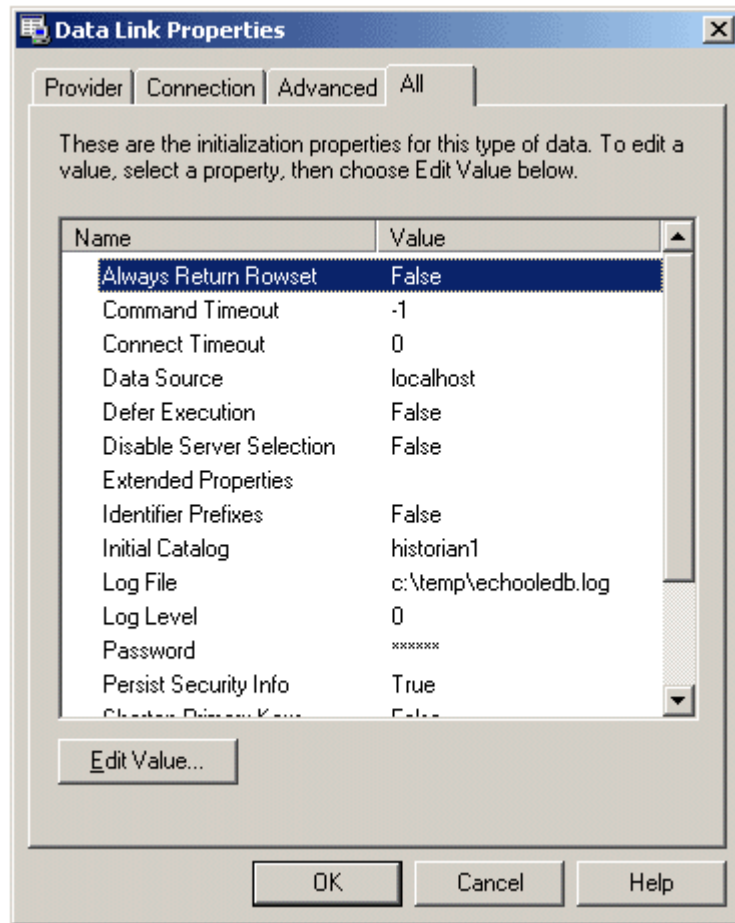 Data Link Properties
Provider Connection Advanced All
These are the initialization properties for this type of data. To edit a
value, select a property, then choose Edit Value below.
Name Value
Always Return Rowset False
Command Timeout -1
Connect Timeout 0
Data Source localhost
Defer Execution False
Disable Server Selection False
Extended Properties
Identifier Prefixes False
Initial Catalog historian1
Log File c:\temp\echooledb.log
Log Level 0
Password ******
Persist Security Info True
Edit Value...
OK Cancel Help